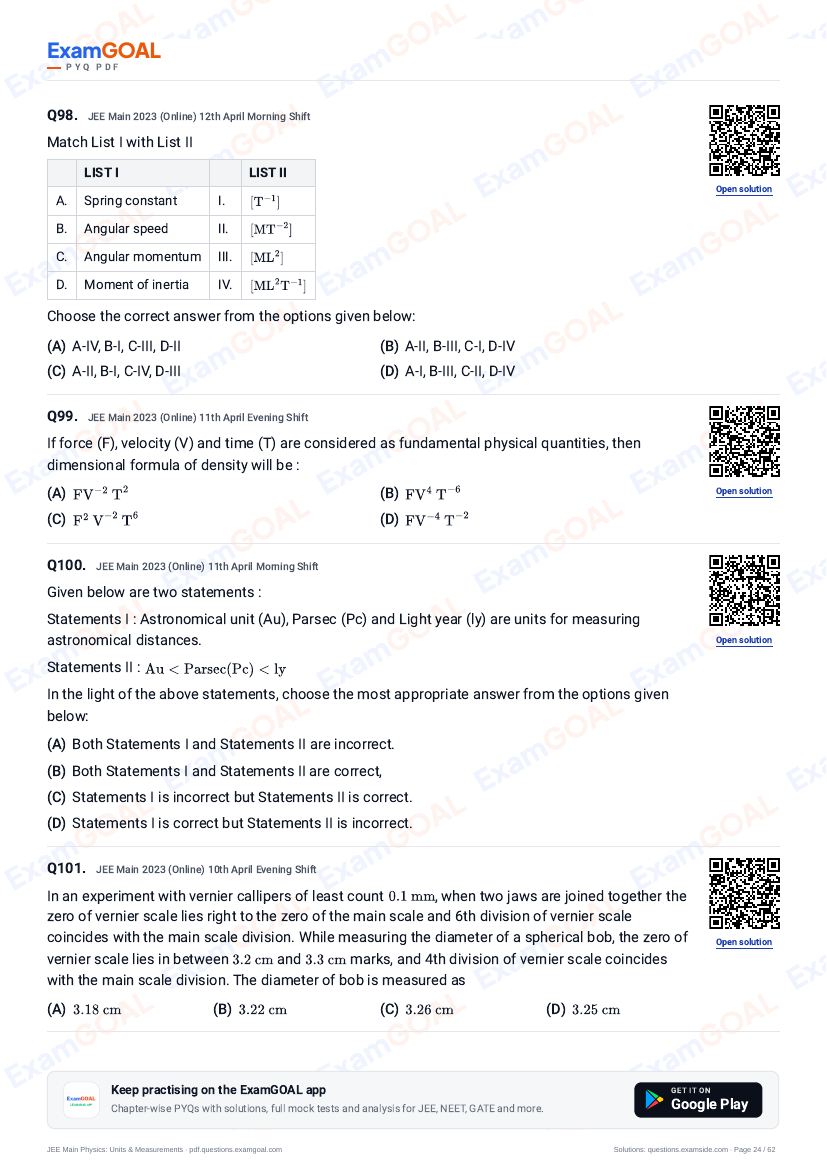 ExamGOAL
PYQ PDF
Q98. JEE Main 2023 (Online) 12th April Morning Shift
Match List I with List II
LIST I LIST II
A. Spring constant I. [T⁻¹]
B. Angular speed II. [MT⁻²]
C. Angular momentum III. [ML²]
D. Moment of inertia IV. [ML²T⁻¹]
Open solution
Choose the correct answer from the options given below:
(A) A-IV, B-I, C-III, D-II (B) A-II, B-III, C-I, D-IV
(C) A-II, B-I, C-IV, D-III (D) A-I, B-III, C-II, D-IV
Q99. JEE Main 2023 (Online) 11th April Evening Shift
If force (F), velocity (V) and time (T) are considered as fundamental physical quantities, then
dimensional formula of density will be :
(A) FV⁻² T² (B) FV⁴ T⁻⁶
Open solution
(C) F² V⁻² T⁶ (D) FV⁻⁴ T⁻²
Q100. JEE Main 2023 (Online) 11th April Morning Shift
Given below are two statements :
Statements I : Astronomical unit (Au), Parsec (Pc) and Light year (ly) are units for measuring
astronomical distances.
Open solution
Statements II : Au < Parsec(Pc) < ly
In the light of the above statements, choose the most appropriate answer from the options given
below:
(A) Both Statements I and Statements II are incorrect.
(B) Both Statements I and Statements II are correct,
(C) Statements I is incorrect but Statements II is correct.
(D) Statements I is correct but Statements II is incorrect.
Q101. JEE Main 2023 (Online) 10th April Evening Shift
In an experiment with vernier callipers of least count 0.1 mm, when two jaws are joined together the
zero of vernier scale lies right to the zero of the main scale and 6th division of vernier scale
coincides with the main scale division. While measuring the diameter of a spherical bob, the zero of
Open solution
vernier scale lies in between 3.2 cm and 3.3 cm marks, and 4th division of vernier scale coincides
with the main scale division. The diameter of bob is measured as
(A) 3.18 cm (B) 3.22 cm (C) 3.26 cm (D) 3.25 cm
Keep practising on the ExamGOAL app
Chapter-wise PYQs with solutions, full mock tests and analysis for JEE, NEET, GATE and more.
GET IT ON
Google Play
JEE Main Physics: Units & Measurements · pdf.questions.examgoal.com
Solutions: questions.examside.com · Page 24 / 62